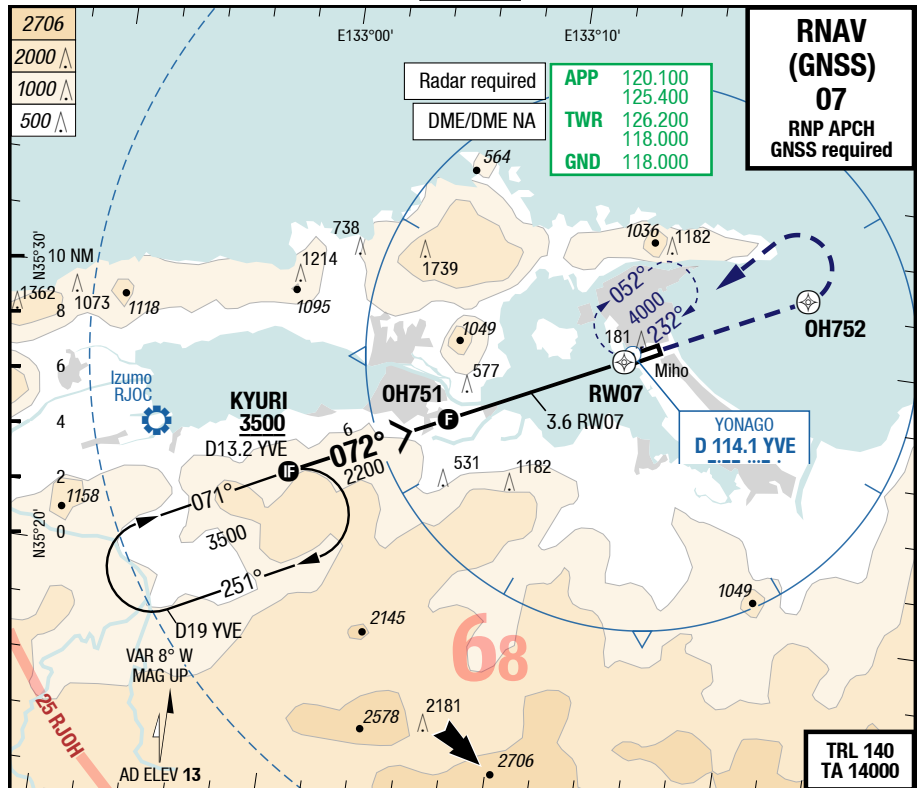 2706
2000
1000
500
E133°00'
E133°10'
Radar required
DME/DME NA
APP 120.100
125.400
TWR 126.200
118.000
GND 118.000
RNAV
(GNSS)
07
RNP APCH
GNSS required
564
738
1214
1739
1036
1182
N35°30'
10 NM
1362
1073
1118
1095
052°
4000
232°
8
1049
181
OH752
6
577
Miho
Izumo
RJOC
KYURI
3500
D13.2 YVE
OH751
RW07
3.6 RW07
4
6
072°
2200
YONAGO
D 114.1 YVE
2
1158
071°
531
1182
N35°20'
0
3500
251°
1049
D19 YVE
2145
68
VAR 8° W
MAG UP
25 RJOH
2578
2181
2706
AD ELEV 13
TRL 140
TA 14000